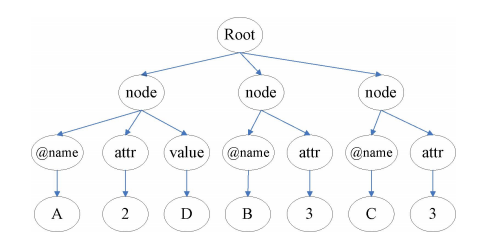 Root
node node node
@name attr value @name attr @name attr
A 2 D B 3 C 3